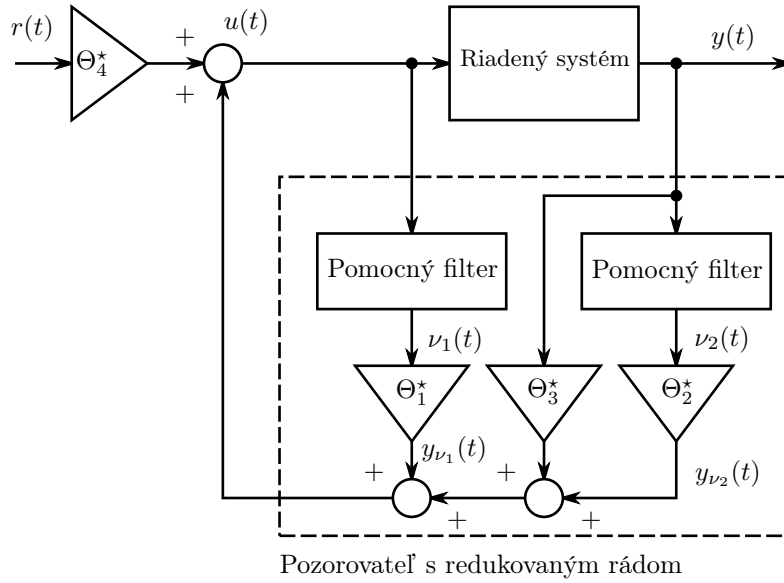 r(t)
Θ₄*
+
+
u(t)
Riadený systém
y(t)
Pomocný filter
Pomocný filter
ν₁(t)
ν₂(t)
Θ₁*
Θ₃*
Θ₂*
y_ν₁(t)
y_ν₂(t)
+
+
+
+
Pozorovateľ s redukovaným rádom